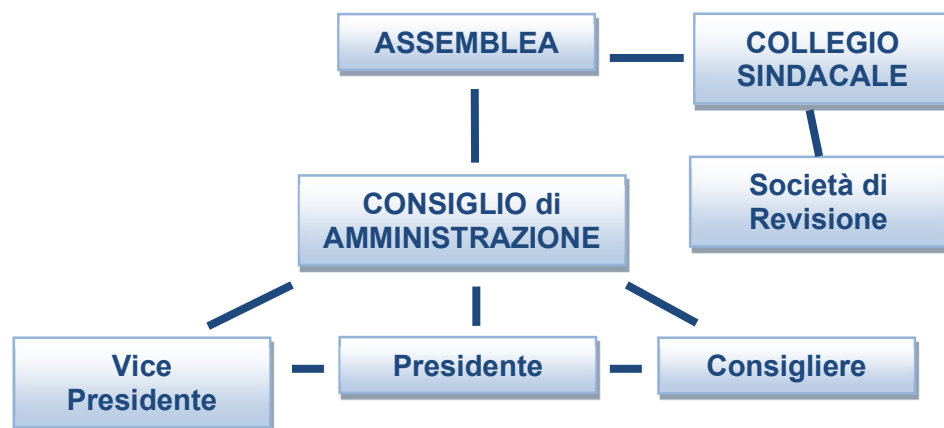 ASSEMBLEA
COLLEGIO
SINDACALE
Società di
Revisione
CONSIGLIO di
AMMINISTRAZIONE
Vice
Presidente
Presidente
Consigliere